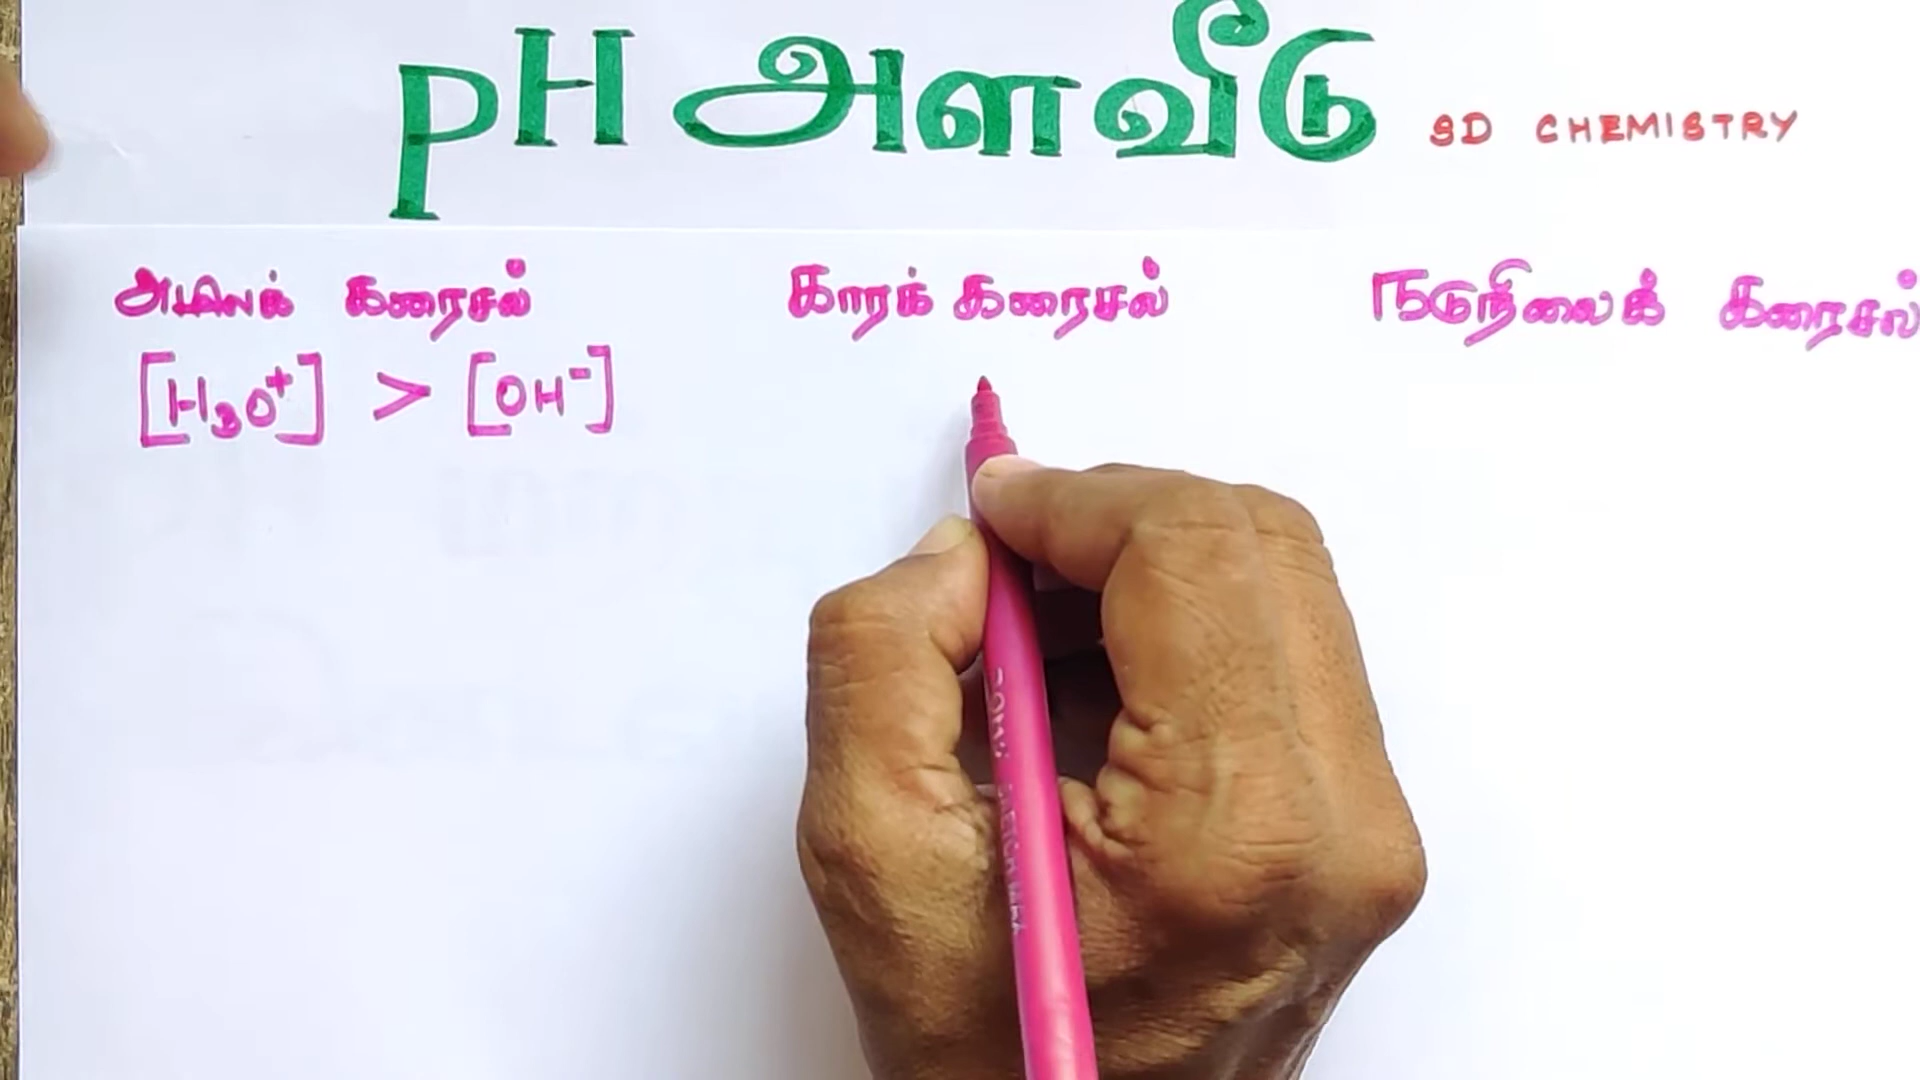 pH அளவீடு SD CHEMISTRY
அமிலக் கரைசல் காரக் கரைசல் நடுநிலைக் கரைசல்
[H₃O⁺] > [OH⁻]